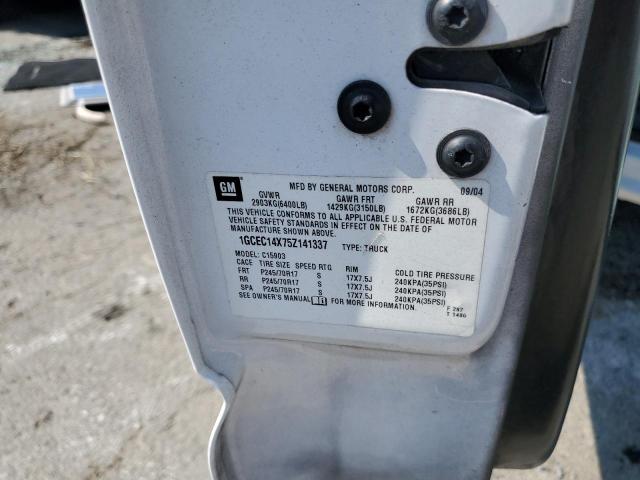 GM MFD BY GENERAL MOTORS CORP. 09/04
GVWR GAWR FRT GAWR RR
2903KG(6400LB) 1429KG(3150LB) 1672KG(3686LB)
THIS VEHICLE CONFORMS TO ALL APPLICABLE U.S. FEDERAL MOTOR
VEHICLE SAFETY STANDARDS IN EFFECT ON THE DATE OF
MANUFACTURE SHOWN ABOVE.
1GCEC14X75Z141337 TYPE: TRUCK
MODEL: C15903
CACE TIRE SIZE SPEED RTG RIM COLD TIRE PRESSURE
FRT P245/70R17 S 17X7.5J 240KPA(35PSI)
RR P245/70R17 S 17X7.5J 240KPA(35PSI)
SPA P245/70R17 S 17X7.5J 240KPA(35PSI)
SEE OWNER'S MANUAL FOR MORE INFORMATION.
F 287
T 1486